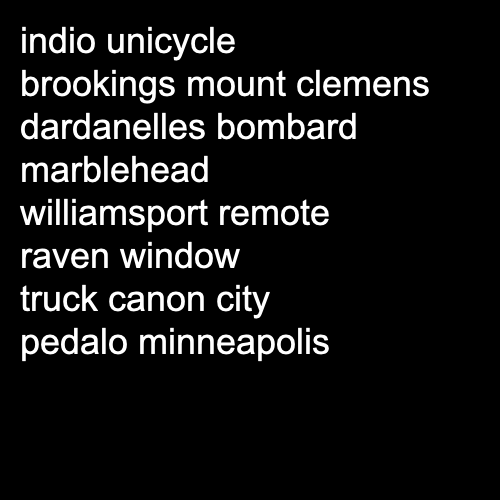 indio unicycle
brookings mount clemens
dardanelles bombard
marblehead
williamsport remote
raven window
truck canon city
pedalo minneapolis